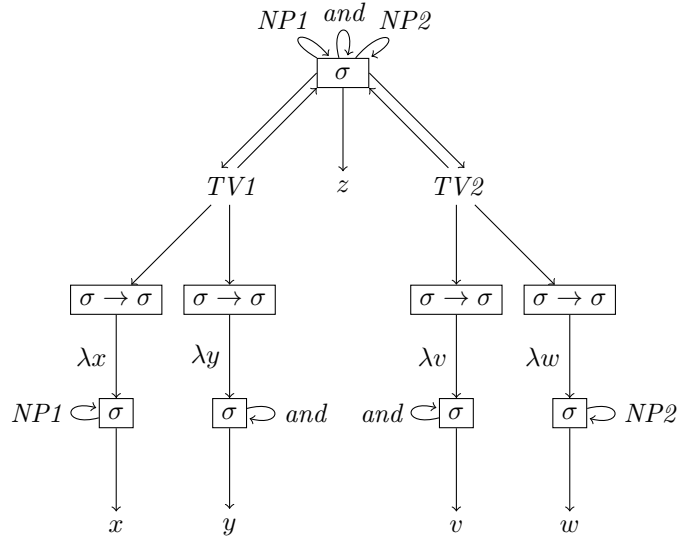 NP1 and NP2
σ
TV1 z TV2
σ → σ σ → σ σ → σ σ → σ
λx λy λv λw
NP1 σ σ and and σ σ NP2
x y v w